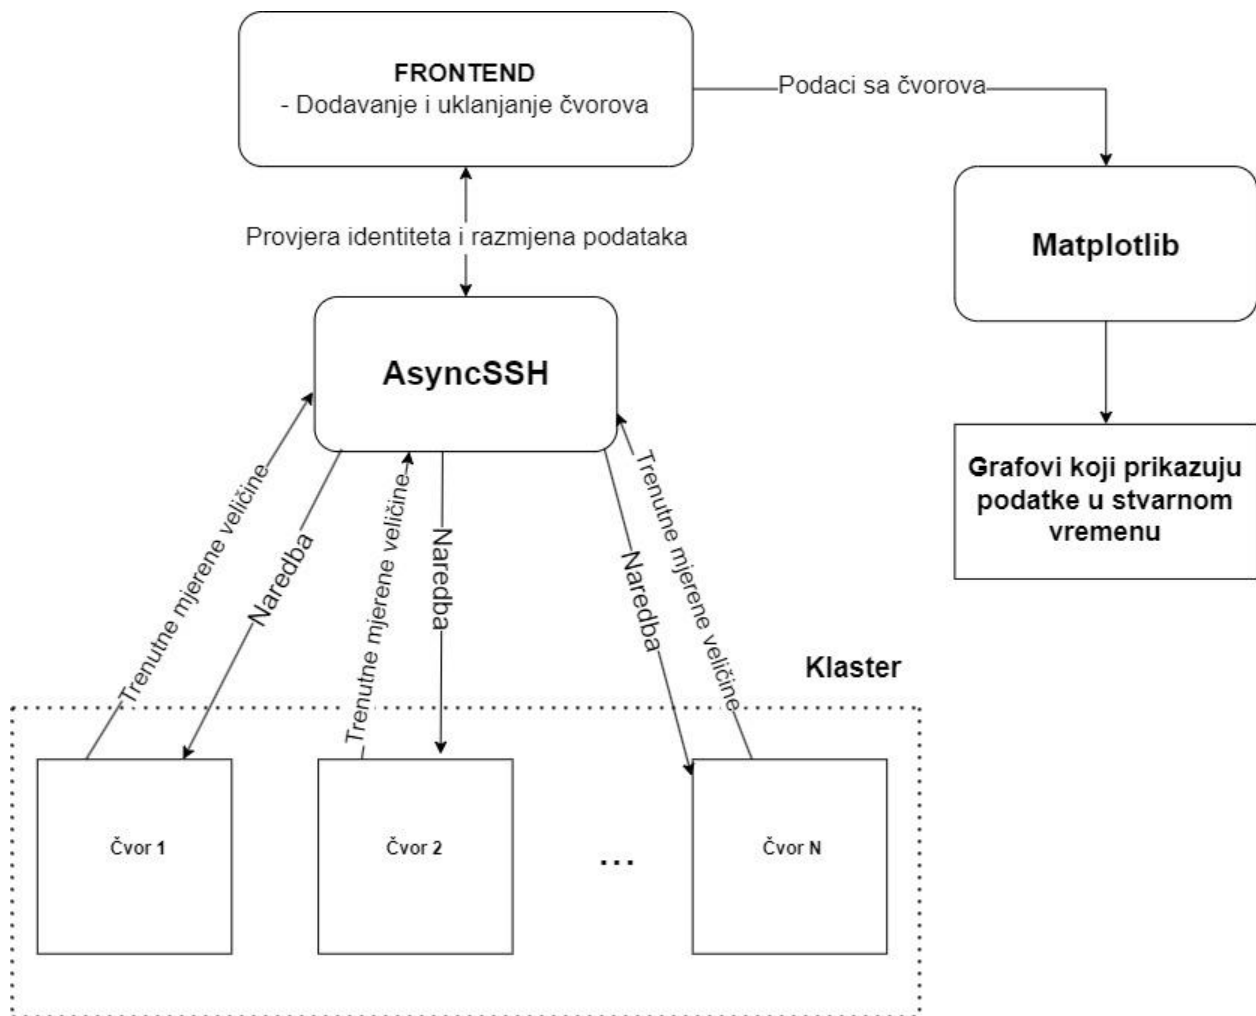 FRONTEND
- Dodavanje i uklanjanje čvorova
Podaci sa čvorova
Provjera identiteta i razmjena podataka
Matplotlib
AsyncSSH
Grafovi koji prikazuju
podatke u stvarnom
vremenu
Trenutne mjerene veličine
Naredba
Trenutne mjerene veličine
Naredba
Naredba
Trenutne mjerene veličine
Klaster
Čvor 1
Čvor 2
...
Čvor N